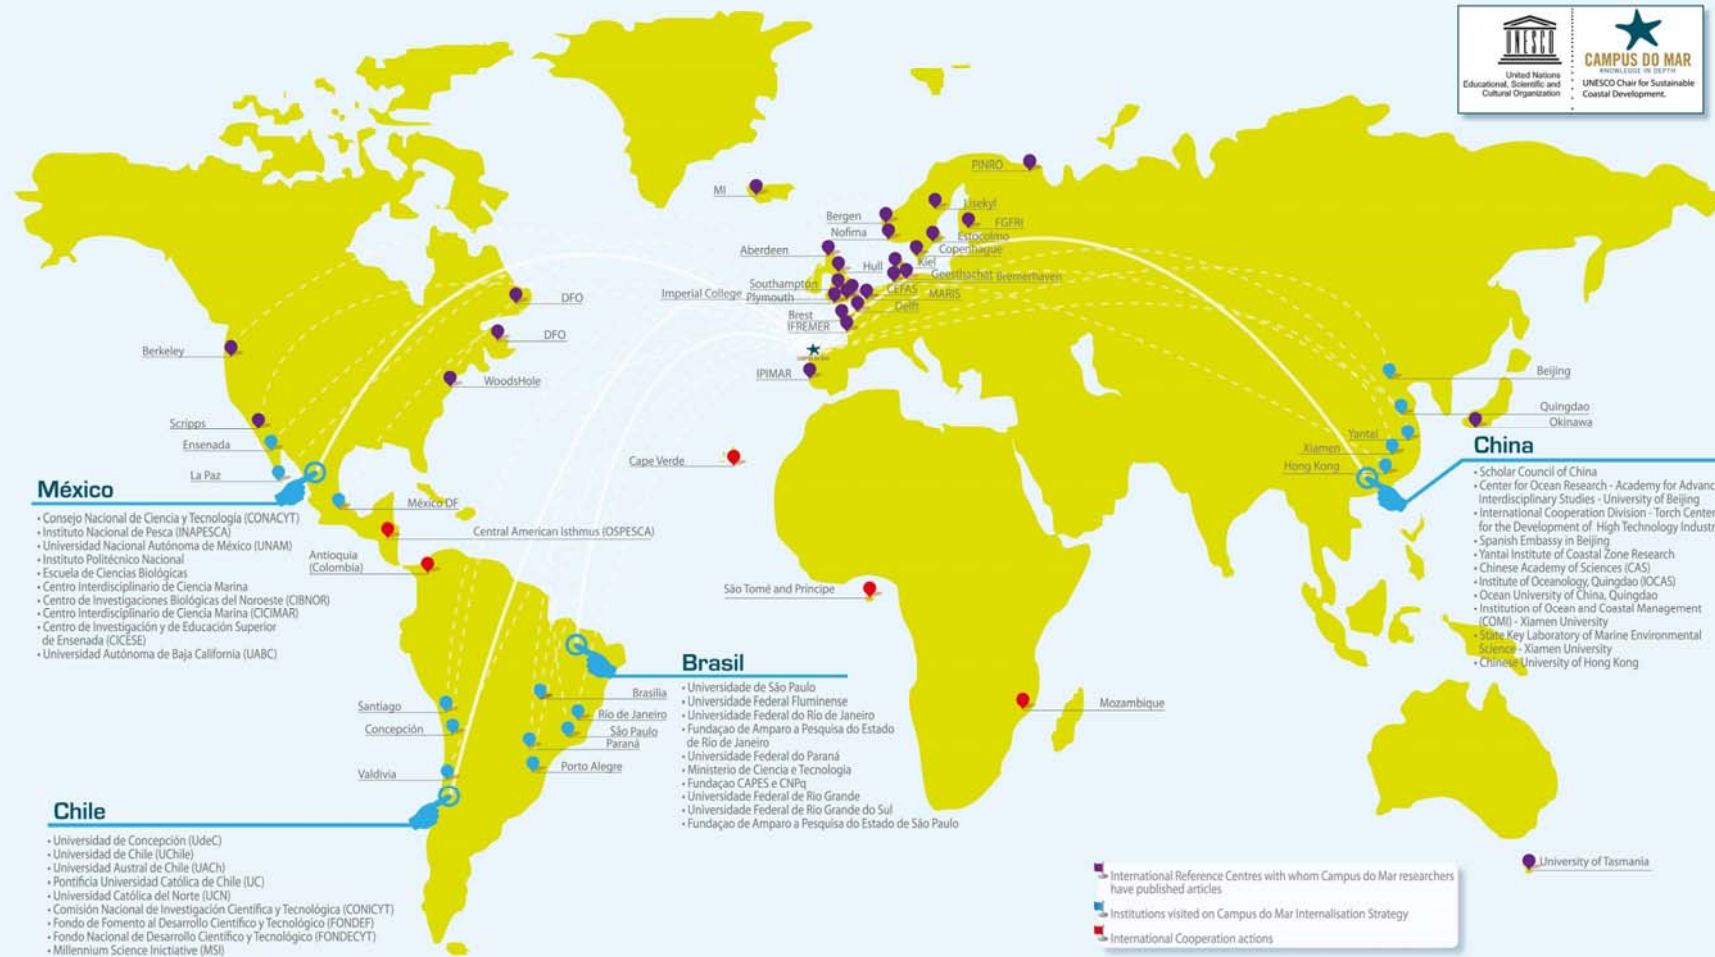 UNESCO
United Nations
Educational, Scientific and
Cultural Organization
CAMPUS DO MAR
KNOWLEDGE IN DEPTH
UNESCO Chair for Sustainable
Coastal Development.
PINRO
MI
Bergen
Lisekyl
Nofima
FGFRI
Estocolmo
Aberdeen
Copenhague
Hull
Kiel
Geesthachat
Bremerhaven
Southampton
Imperial College
Plymouth
CEFAS
MARIS
Delft
Brest
IFREMER
IPIMAR
DFO
DFO
Berkeley
WoodsHole
Scripps
Ensenada
La Paz
México DF
Cape Verde
Central American Isthmus (OSPESCA)
Antioquia
(Colombia)
São Tomé and Principe
Mozambique
Beijing
Quingdao
Okinawa
Yantai
Xiamen
Hong Kong
University of Tasmania
Santiago
Concepción
Valdivia
Brasilia
Río de Janeiro
São Paulo
Paraná
Porto Alegre
México
• Consejo Nacional de Ciencia y Tecnología (CONACYT)
• Instituto Nacional de Pesca (INAPESCA)
• Universidad Nacional Autónoma de México (UNAM)
• Instituto Politécnico Nacional
• Escuela de Ciencias Biológicas
• Centro Interdisciplinario de Ciencia Marina
• Centro de Investigaciones Biológicas del Noroeste (CIBNOR)
• Centro Interdisciplinario de Ciencia Marina (CICIMAR)
• Centro de Investigación y de Educación Superior
de Ensenada (CICESE)
• Universidad Autónoma de Baja California (UABC)
China
• Scholar Council of China
• Center for Ocean Research - Academy for Advanc
Interdisciplinary Studies - University of Beijing
• International Cooperation Division - Torch Center
for the Development of High Technology Industr
• Spanish Embassy in Beijing
• Yantai Institute of Coastal Zone Research
• Chinese Academy of Sciences (CAS)
• Institute of Oceanology, Quingdao (IOCAS)
• Ocean University of China, Quingdao
• Institution of Ocean and Coastal Management
(COMI) - Xiamen University
• State Key Laboratory of Marine Environmental
Science - Xiamen University
• Chinese University of Hong Kong
Brasil
• Universidade de São Paulo
• Universidade Federal Fluminense
• Universidade Federal do Río de Janeiro
• Fundaçao de Amparo a Pesquisa do Estado
de Río de Janeiro
• Universidade Federal do Paraná
• Ministerio de Ciencia e Tecnologia
• Fundaçao CAPES e CNPq
• Universidade Federal de Rio Grande
• Universidade Federal de Rio Grande do Sul
• Fundaçao de Amparo a Pesquisa do Estado de São Paulo
Chile
• Universidad de Concepción (UdeC)
• Universidad de Chile (UChile)
• Universidad Austral de Chile (UACh)
• Pontificia Universidad Católica de Chile (UC)
• Universidad Católica del Norte (UCN)
• Comisión Nacional de Investigación Científica y Tecnológica (CONICYT)
• Fondo de Fomento al Desarrollo Científico y Tecnológico (FONDEF)
• Fondo Nacional de Desarrollo Científico y Tecnológico (FONDECYT)
• Millennium Science Inictiative (MSI)
International Reference Centres with whom Campus do Mar researchers
have published articles
Institutions visited on Campus do Mar Internalisation Strategy
International Cooperation actions